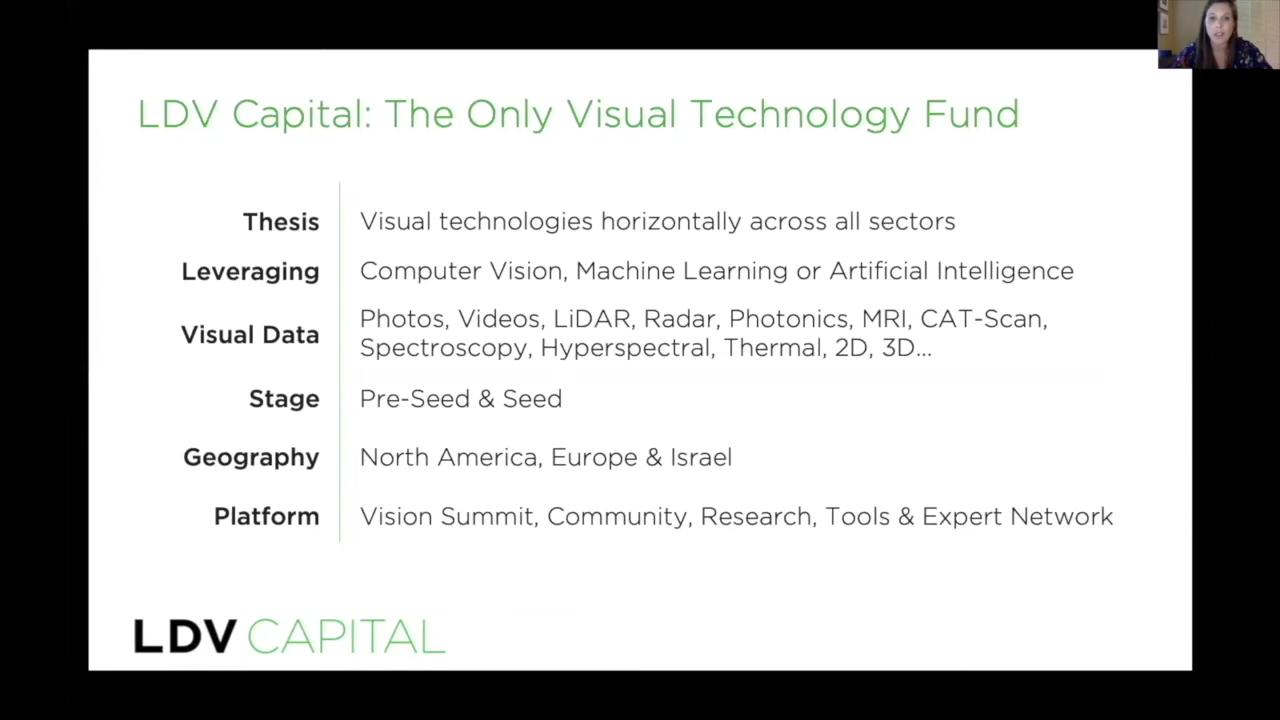 LDV Capital: The Only Visual Technology Fund
Thesis Visual technologies horizontally across all sectors
Leveraging Computer Vision, Machine Learning or Artificial Intelligence
Visual Data Photos, Videos, LiDAR, Radar, Photonics, MRI, CAT-Scan,
Spectroscopy, Hyperspectral, Thermal, 2D, 3D...
Stage Pre-Seed & Seed
Geography North America, Europe & Israel
Platform Vision Summit, Community, Research, Tools & Expert Network
LDV CAPITAL